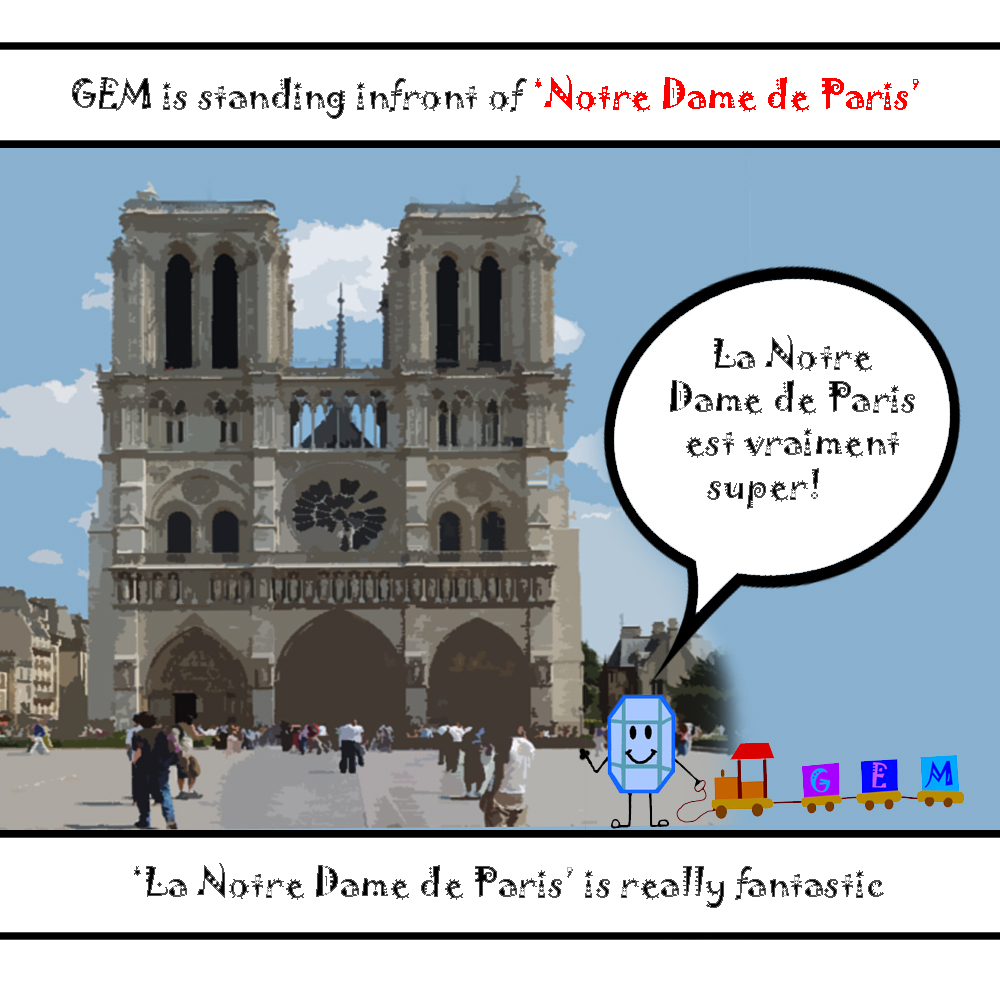 GEM is standing infront of 'Notre Dame de Paris'
La Notre
Dame de Paris
est vraiment
super!
G E M
'La Notre Dame de Paris' is really fantastic